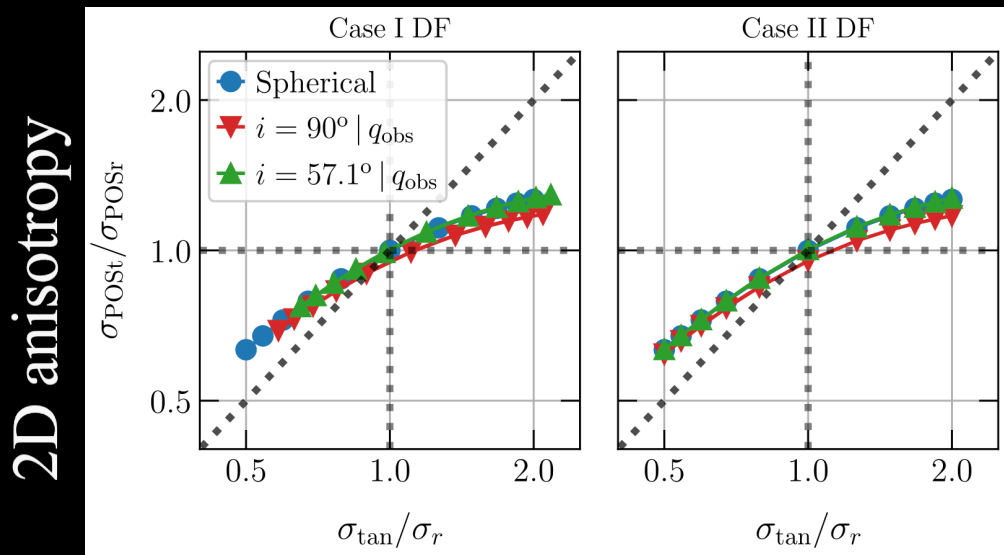 2D anisotropy
Case I DF
Case II DF
Spherical
i = 90° | q_obs
i = 57.1° | q_obs
σ_POSt/σ_POSr
2.0
1.0
0.5
0.5 1.0 2.0
0.5 1.0 2.0
σ_tan/σ_r
σ_tan/σ_r